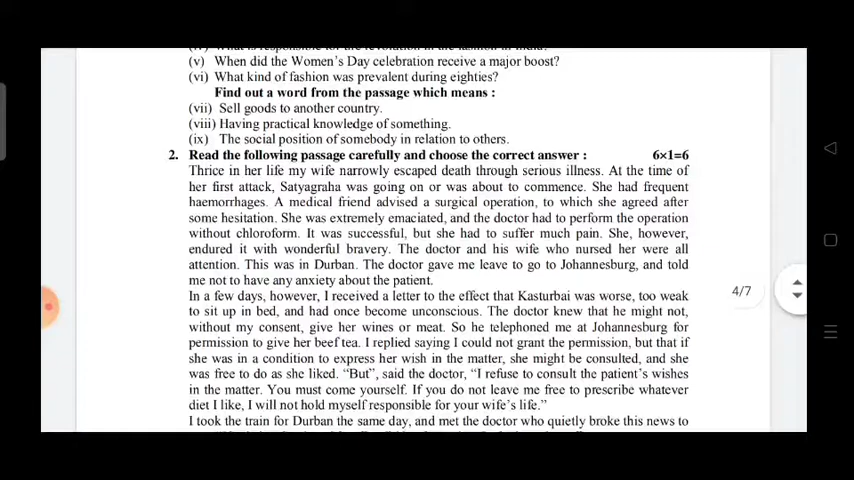 (iv) What is responsible for the revolution in the fashion in India?
(v) When did the Women's Day celebration receive a major boost?
(vi) What kind of fashion was prevalent during eighties?
Find out a word from the passage which means :
(vii) Sell goods to another country.
(viii) Having practical knowledge of something.
(ix) The social position of somebody in relation to others.
2. Read the following passage carefully and choose the correct answer : 6×1=6
Thrice in her life my wife narrowly escaped death through serious illness. At the time of
her first attack, Satyagraha was going on or was about to commence. She had frequent
haemorrhages. A medical friend advised a surgical operation, to which she agreed after
some hesitation. She was extremely emaciated, and the doctor had to perform the operation
without chloroform. It was successful, but she had to suffer much pain. She, however,
endured it with wonderful bravery. The doctor and his wife who nursed her were all
attention. This was in Durban. The doctor gave me leave to go to Johannesburg, and told
me not to have any anxiety about the patient.
In a few days, however, I received a letter to the effect that Kasturbai was worse, too weak
to sit up in bed, and had once become unconscious. The doctor knew that he might not,
without my consent, give her wines or meat. So he telephoned me at Johannesburg for
permission to give her beef tea. I replied saying I could not grant the permission, but that if
she was in a condition to express her wish in the matter, she might be consulted, and she
was free to do as she liked. “But”, said the doctor, “I refuse to consult the patient's wishes
in the matter. You must come yourself. If you do not leave me free to prescribe whatever
diet I like, I will not hold myself responsible for your wife's life.”
I took the train for Durban the same day, and met the doctor who quietly broke this news to
4/7